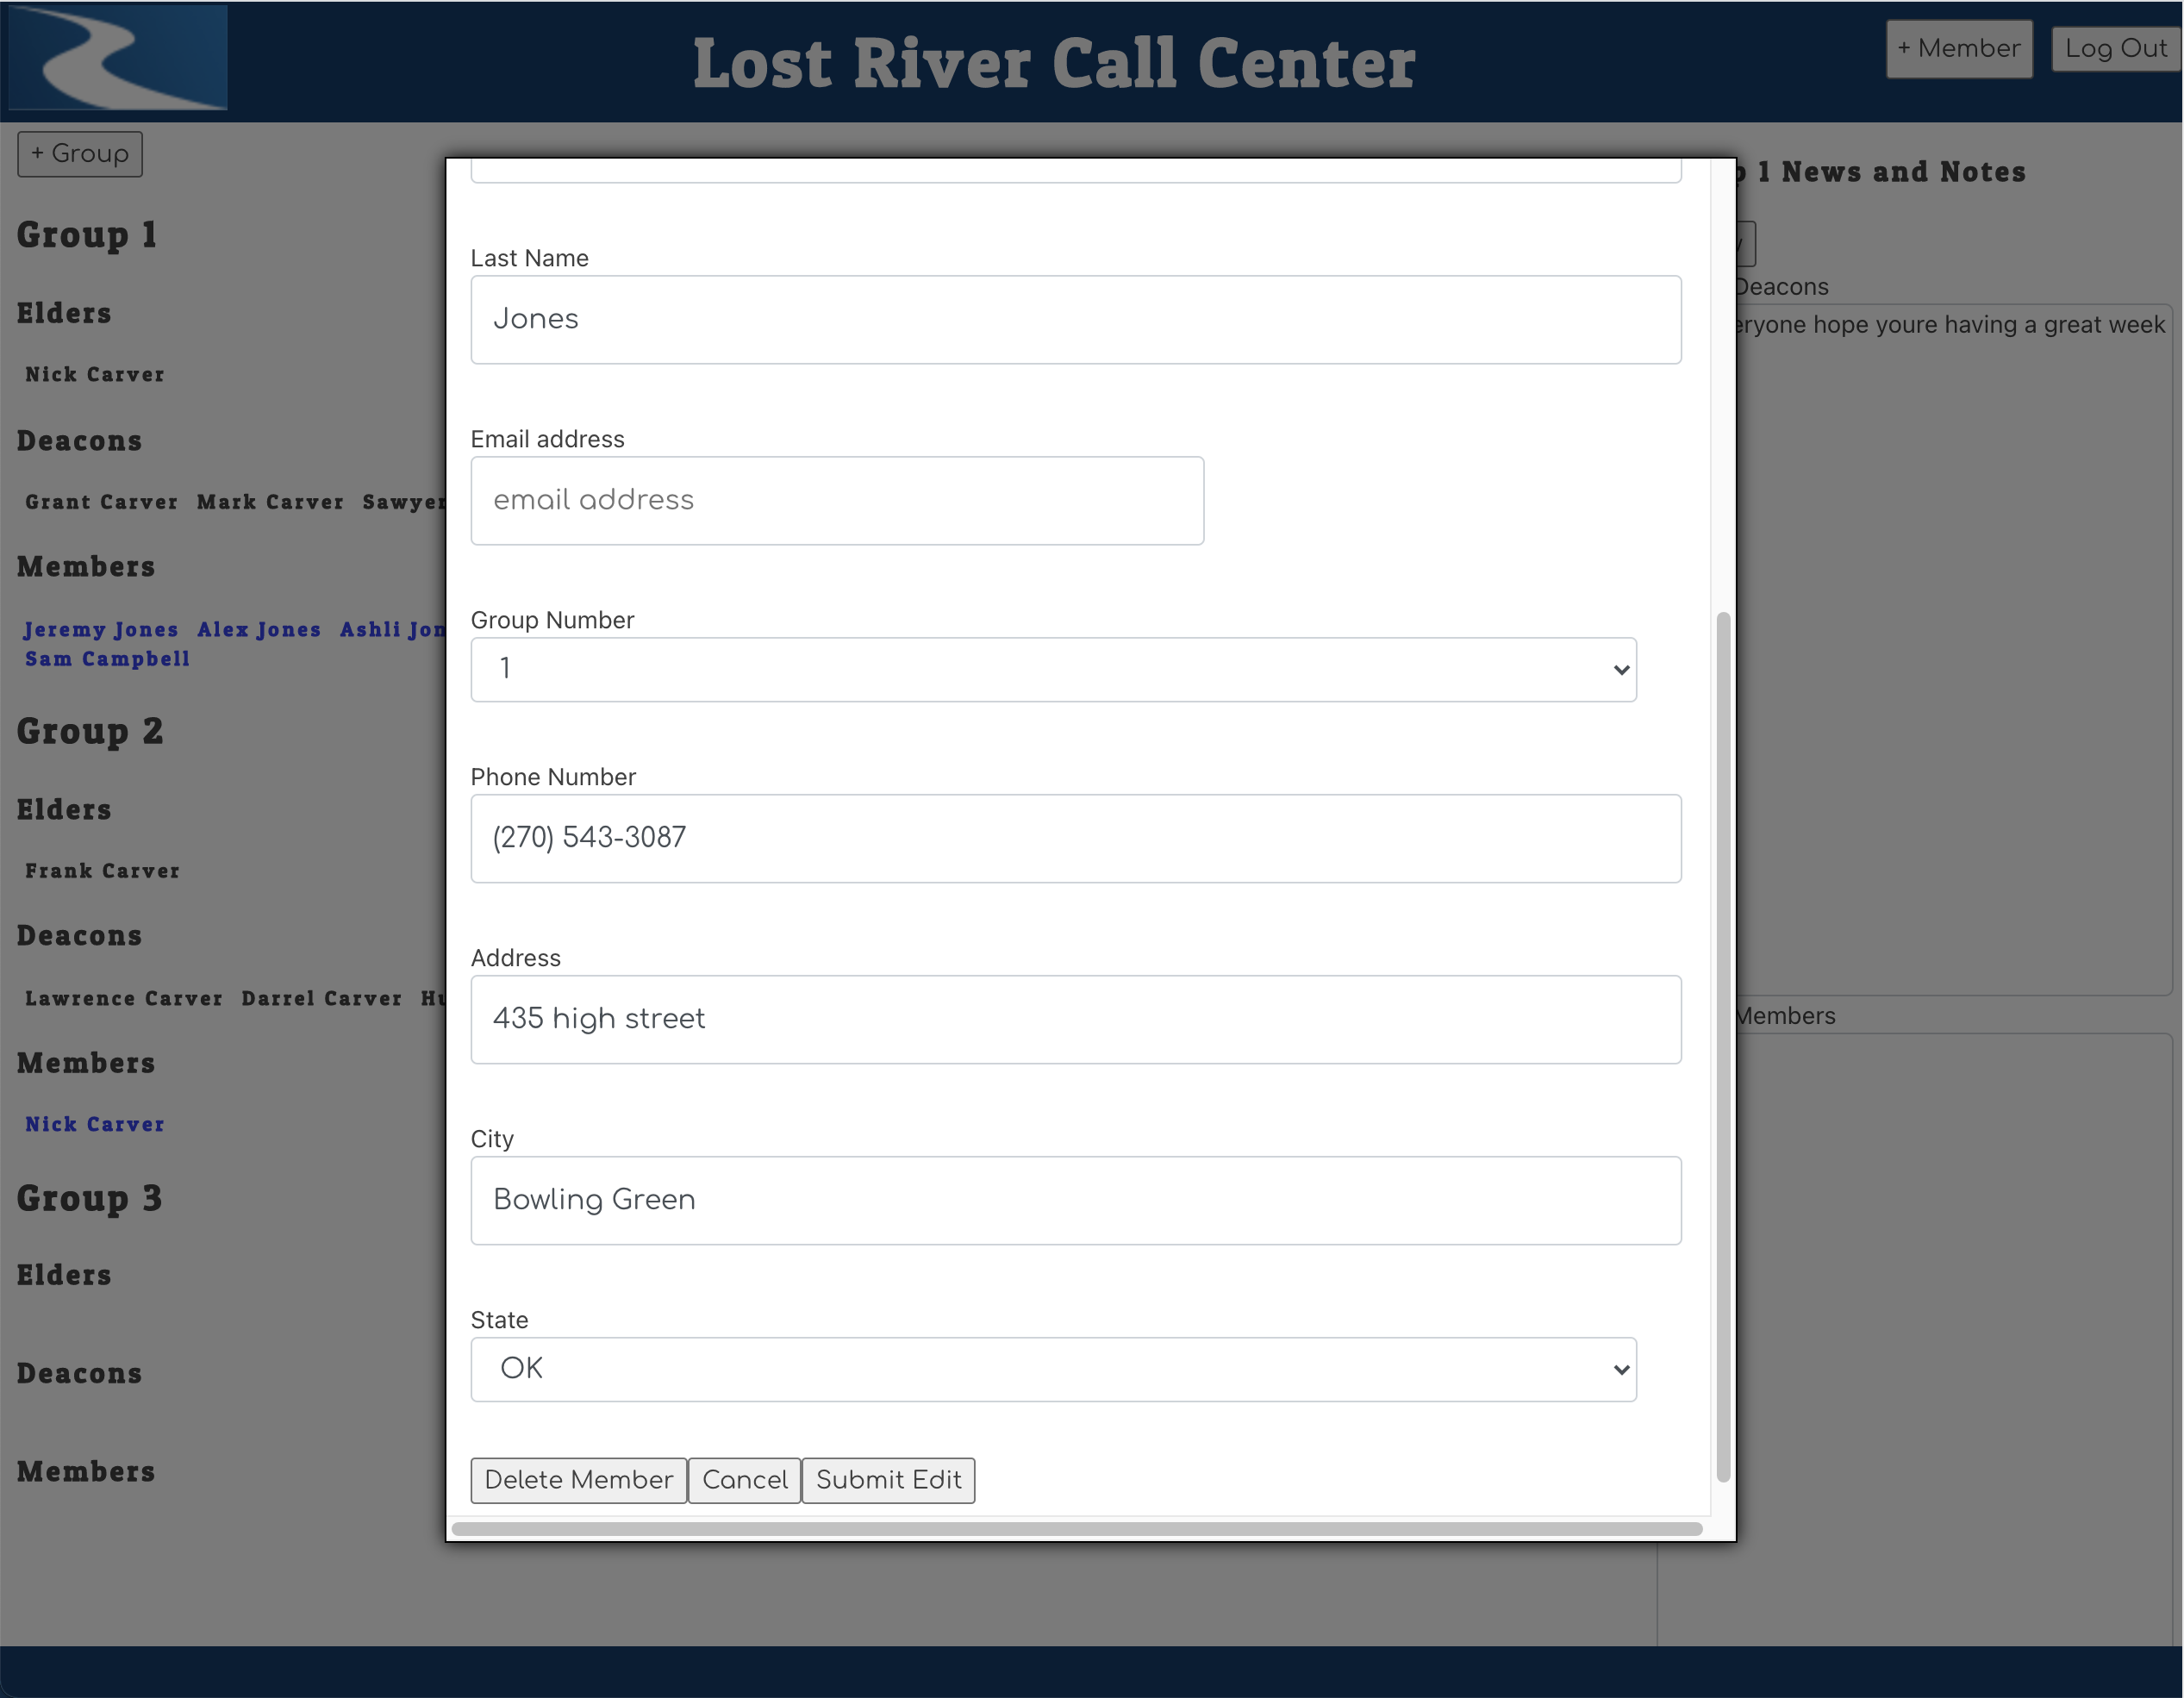 Lost River Call Center
+ Member
Log Out
+ Group
Group 1
Elders
Nick Carver
Deacons
Grant Carver Mark Carver Sawyer
Members
Jeremy Jones Alex Jones Ashli Jon
Sam Campbell
Group 2
Elders
Frank Carver
Deacons
Lawrence Carver Darrel Carver Hu
Members
Nick Carver
Group 3
Elders
Deacons
Members
Last Name
Jones
Email address
email address
Group Number
1
Phone Number
(270) 543-3087
Address
435 high street
City
Bowling Green
State
OK
Delete Member
Cancel
Submit Edit
p 1 News and Notes
Deacons
eryone hope youre having a great week
Members